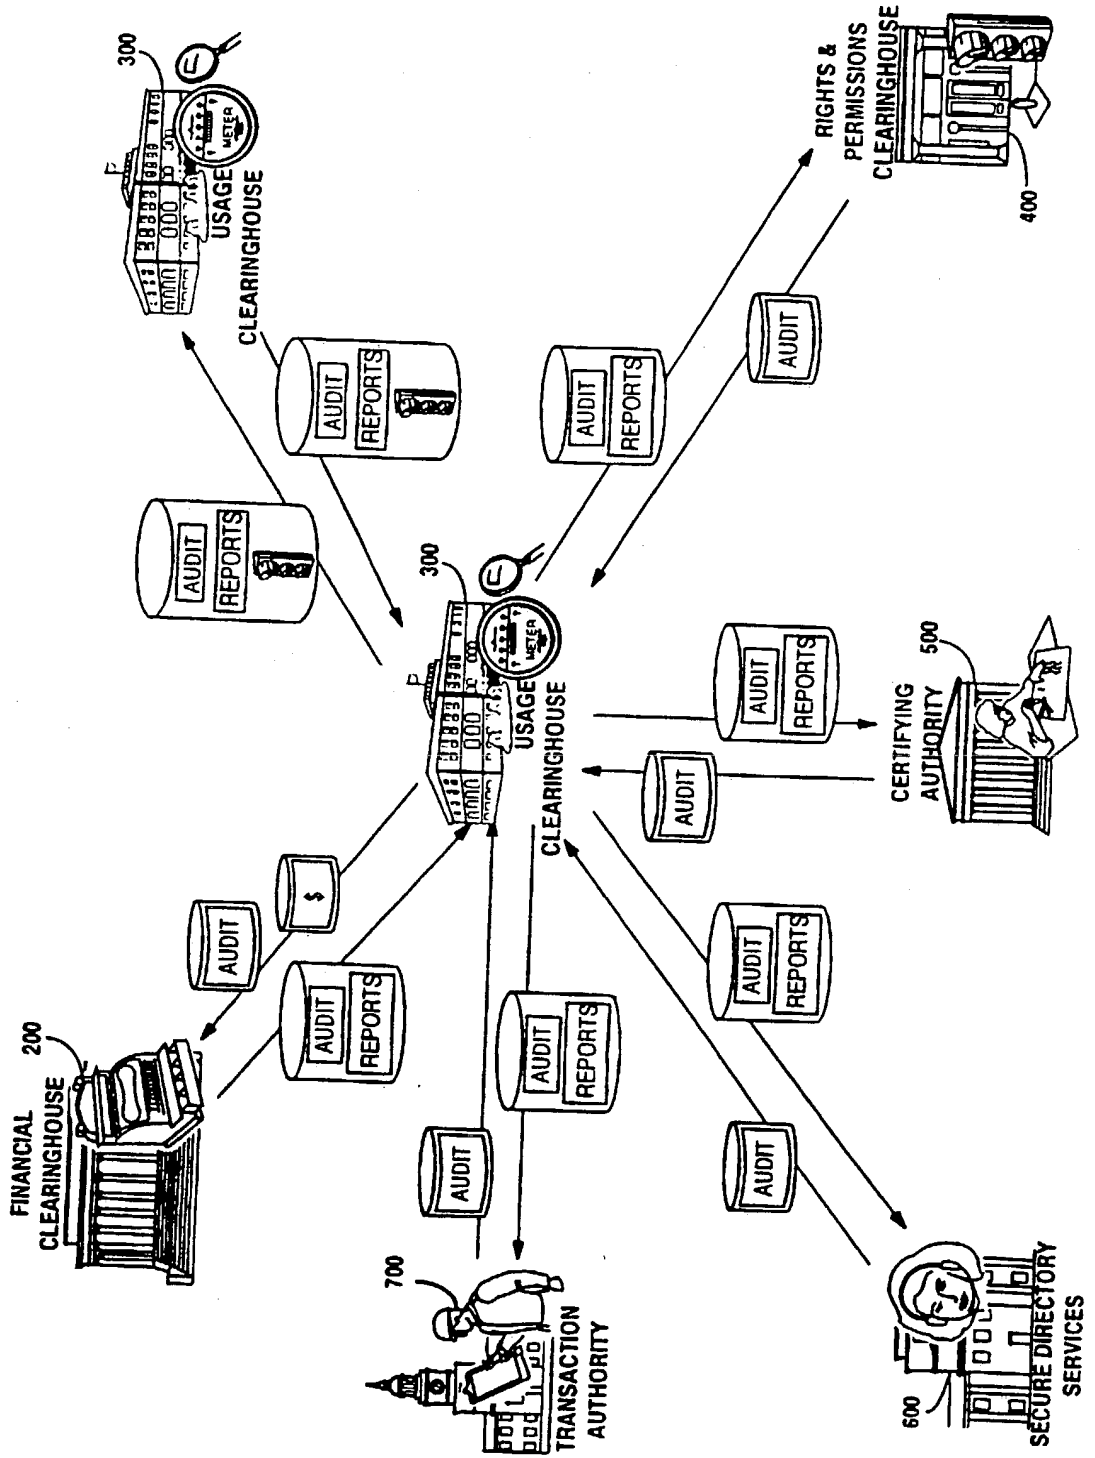 FINANCIAL
CLEARINGHOUSE
200
300
METER
USAGE
CLEARINGHOUSE
AUDIT
REPORTS
AUDIT
$
AUDIT
REPORTS
AUDIT
REPORTS
700
300
METER
USAGE
CLEARINGHOUSE
AUDIT
AUDIT
REPORTS
TRANSACTION
AUTHORITY
AUDIT
REPORTS
AUDIT
AUDIT
REPORTS
AUDIT
REPORTS
AUDIT
AUDIT
RIGHTS &
PERMISSIONS
CLEARINGHOUSE
400
CERTIFYING
AUTHORITY
500
600
SECURE DIRECTORY
SERVICES